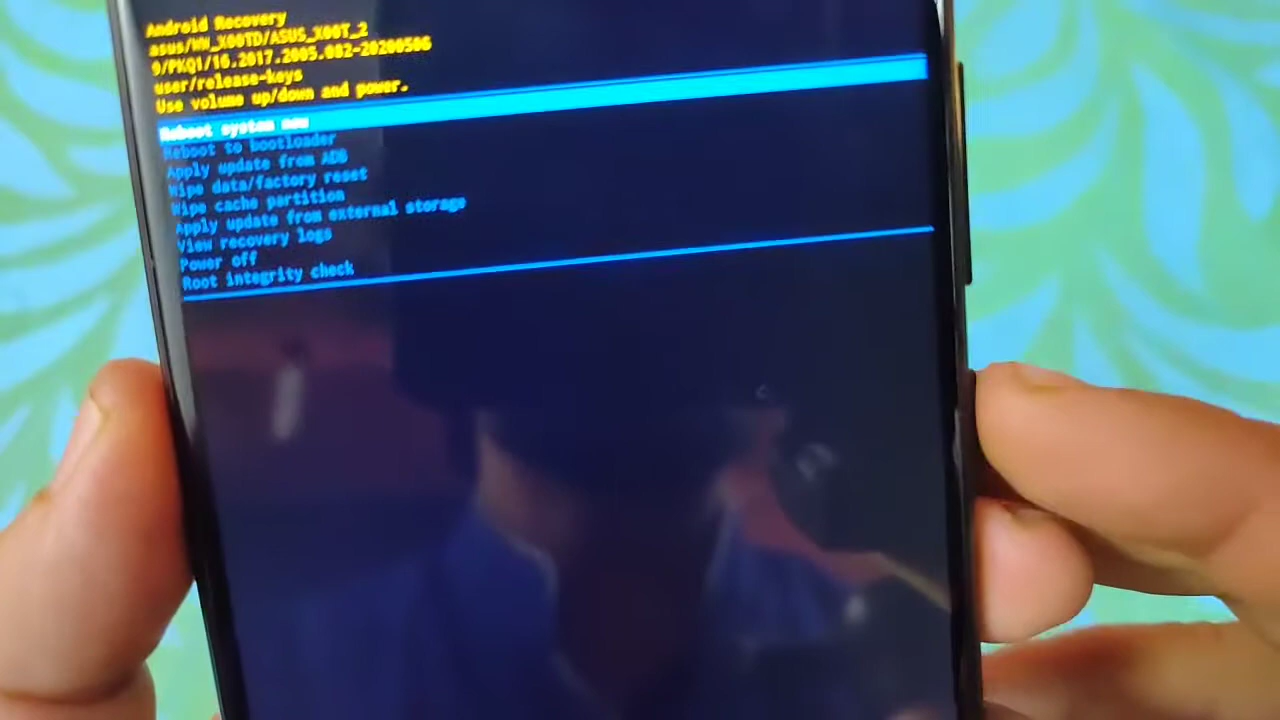 Android Recovery
asus/WW_X00TD/ASUS_X00T_2
9/PKQ1/16.2017.2005.082-20200506
user/release-keys
Use volume up/down and power.
Reboot system now
Reboot to bootloader
Apply update from ADB
Wipe data/factory reset
Wipe cache partition
Apply update from external storage
View recovery logs
Power off
Root integrity check